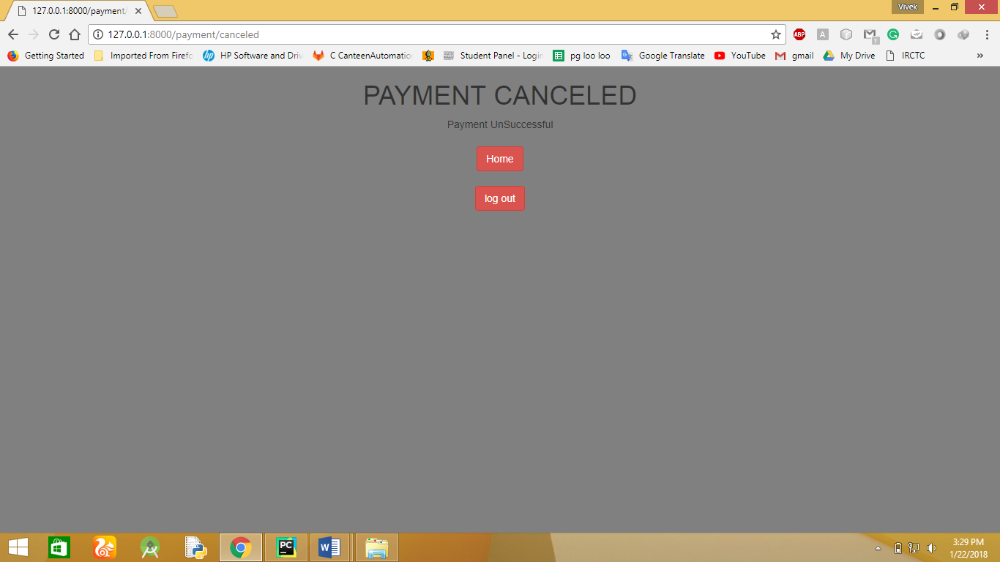 127.0.0.1:8000/payment/
Vivek
127.0.0.1:8000/payment/canceled
ABP
A
?
Getting Started
Imported From Firefo
HP Software and Driv
C CanteenAutomatio
Student Panel - Login
pg loo loo
Google Translate
YouTube
gmail
My Drive
IRCTC
»
PAYMENT CANCELED
Payment UnSuccessful
Home
log out
PC
W
3:29 PM
1/22/2018